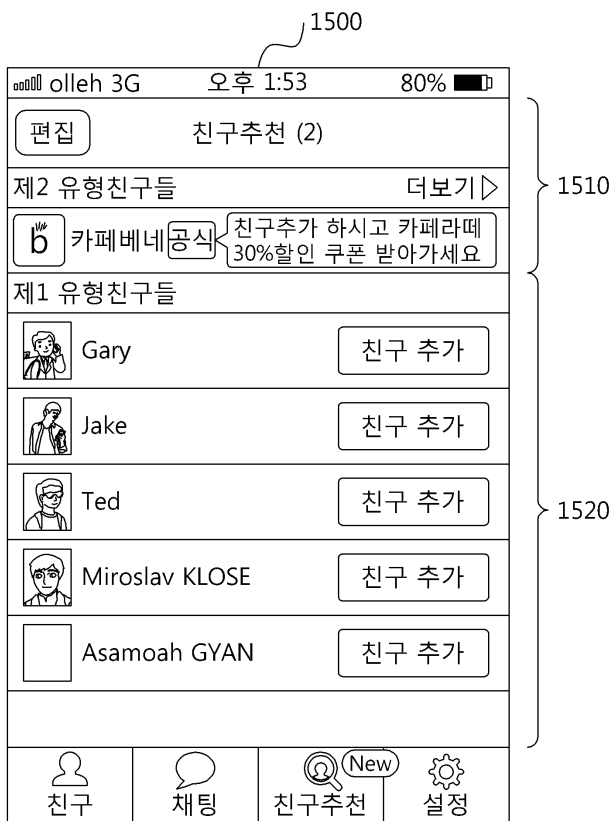 1500
olleh 3G 오후 1:53 80%
편집 친구추천 (2)
제2 유형친구들 더보기
1510
b 카페베네 공식 친구추가 하시고 카페라떼
30%할인 쿠폰 받아가세요
제1 유형친구들
Gary 친구 추가
Jake 친구 추가
Ted 친구 추가
1520
Miroslav KLOSE 친구 추가
Asamoah GYAN 친구 추가
New
친구 채팅 친구추천 설정